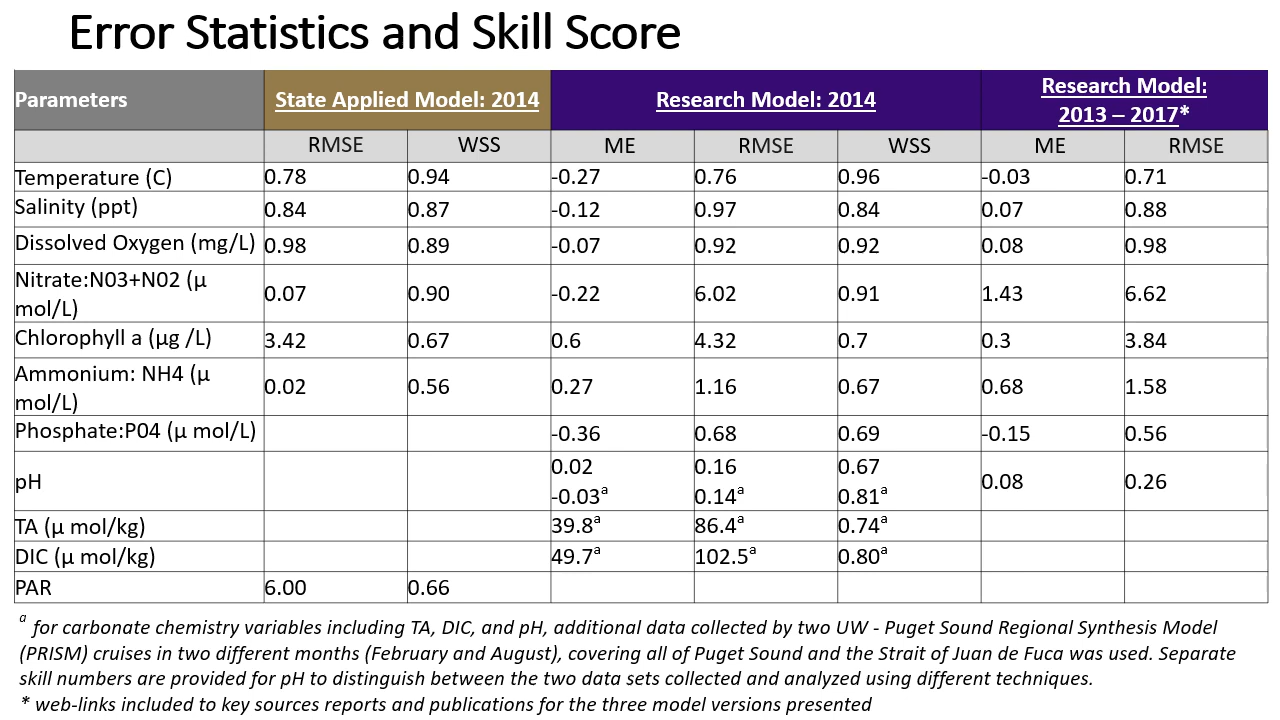 Error Statistics and Skill Score
Parameters State Applied Model: 2014 Research Model: 2014 Research Model:
2013 – 2017*
RMSE WSS ME RMSE WSS ME RMSE
Temperature (C) 0.78 0.94 -0.27 0.76 0.96 -0.03 0.71
Salinity (ppt) 0.84 0.87 -0.12 0.97 0.84 0.07 0.88
Dissolved Oxygen (mg/L) 0.98 0.89 -0.07 0.92 0.92 0.08 0.98
Nitrate:N03+N02 (µ
mol/L) 0.07 0.90 -0.22 6.02 0.91 1.43 6.62
Chlorophyll a (µg /L) 3.42 0.67 0.6 4.32 0.7 0.3 3.84
Ammonium: NH4 (µ
mol/L) 0.02 0.56 0.27 1.16 0.67 0.68 1.58
Phosphate:P04 (µ mol/L) -0.36 0.68 0.69 -0.15 0.56
pH 0.02 0.16 0.67 0.08 0.26
-0.03ª 0.14ª 0.81ª
TA (µ mol/kg) 39.8ª 86.4ª 0.74ª
DIC (µ mol/kg) 49.7ª 102.5ª 0.80ª
PAR 6.00 0.66
ª for carbonate chemistry variables including TA, DIC, and pH, additional data collected by two UW - Puget Sound Regional Synthesis Model
(PRISM) cruises in two different months (February and August), covering all of Puget Sound and the Strait of Juan de Fuca was used. Separate
skill numbers are provided for pH to distinguish between the two data sets collected and analyzed using different techniques.
* web-links included to key sources reports and publications for the three model versions presented